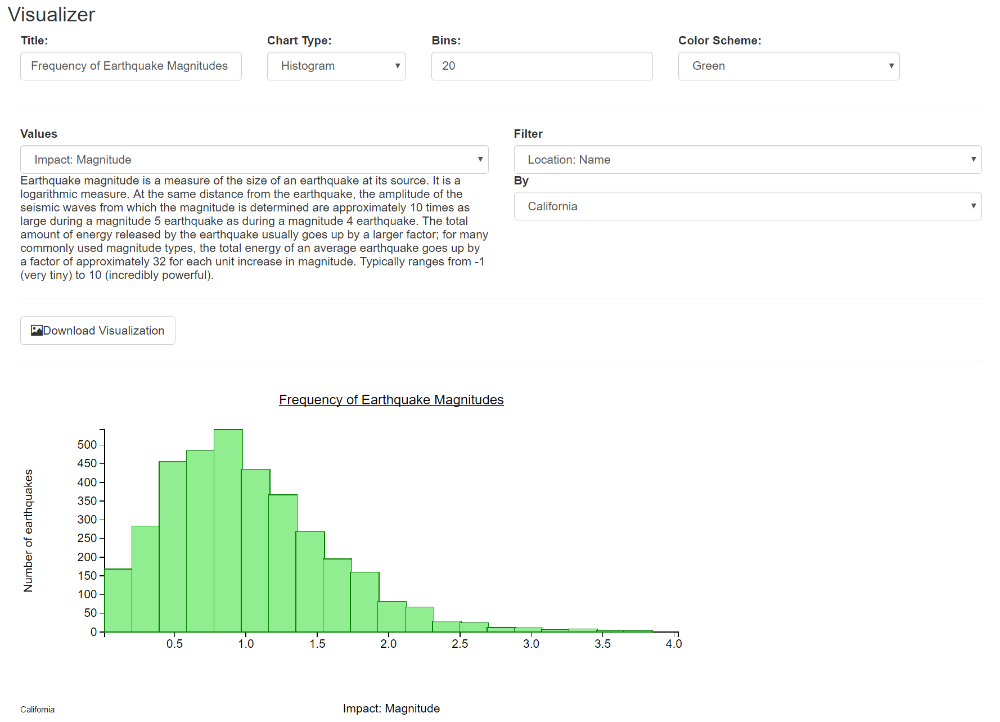 Visualizer
Title: Chart Type: Bins: Color Scheme:
Frequency of Earthquake Magnitudes Histogram 20 Green
Values
Impact: Magnitude
Earthquake magnitude is a measure of the size of an earthquake at its source. It is a
logarithmic measure. At the same distance from the earthquake, the amplitude of the
seismic waves from which the magnitude is determined are approximately 10 times as
large during a magnitude 5 earthquake as during a magnitude 4 earthquake. The total
amount of energy released by the earthquake usually goes up by a larger factor; for many
commonly used magnitude types, the total energy of an average earthquake goes up by
a factor of approximately 32 for each unit increase in magnitude. Typically ranges from -1
(very tiny) to 10 (incredibly powerful).
Filter
Location: Name
By
California
Download Visualization
Frequency of Earthquake Magnitudes
Number of earthquakes
500
450
400
350
300
250
200
150
100
50
0
0.5 1.0 1.5 2.0 2.5 3.0 3.5 4.0
California
Impact: Magnitude